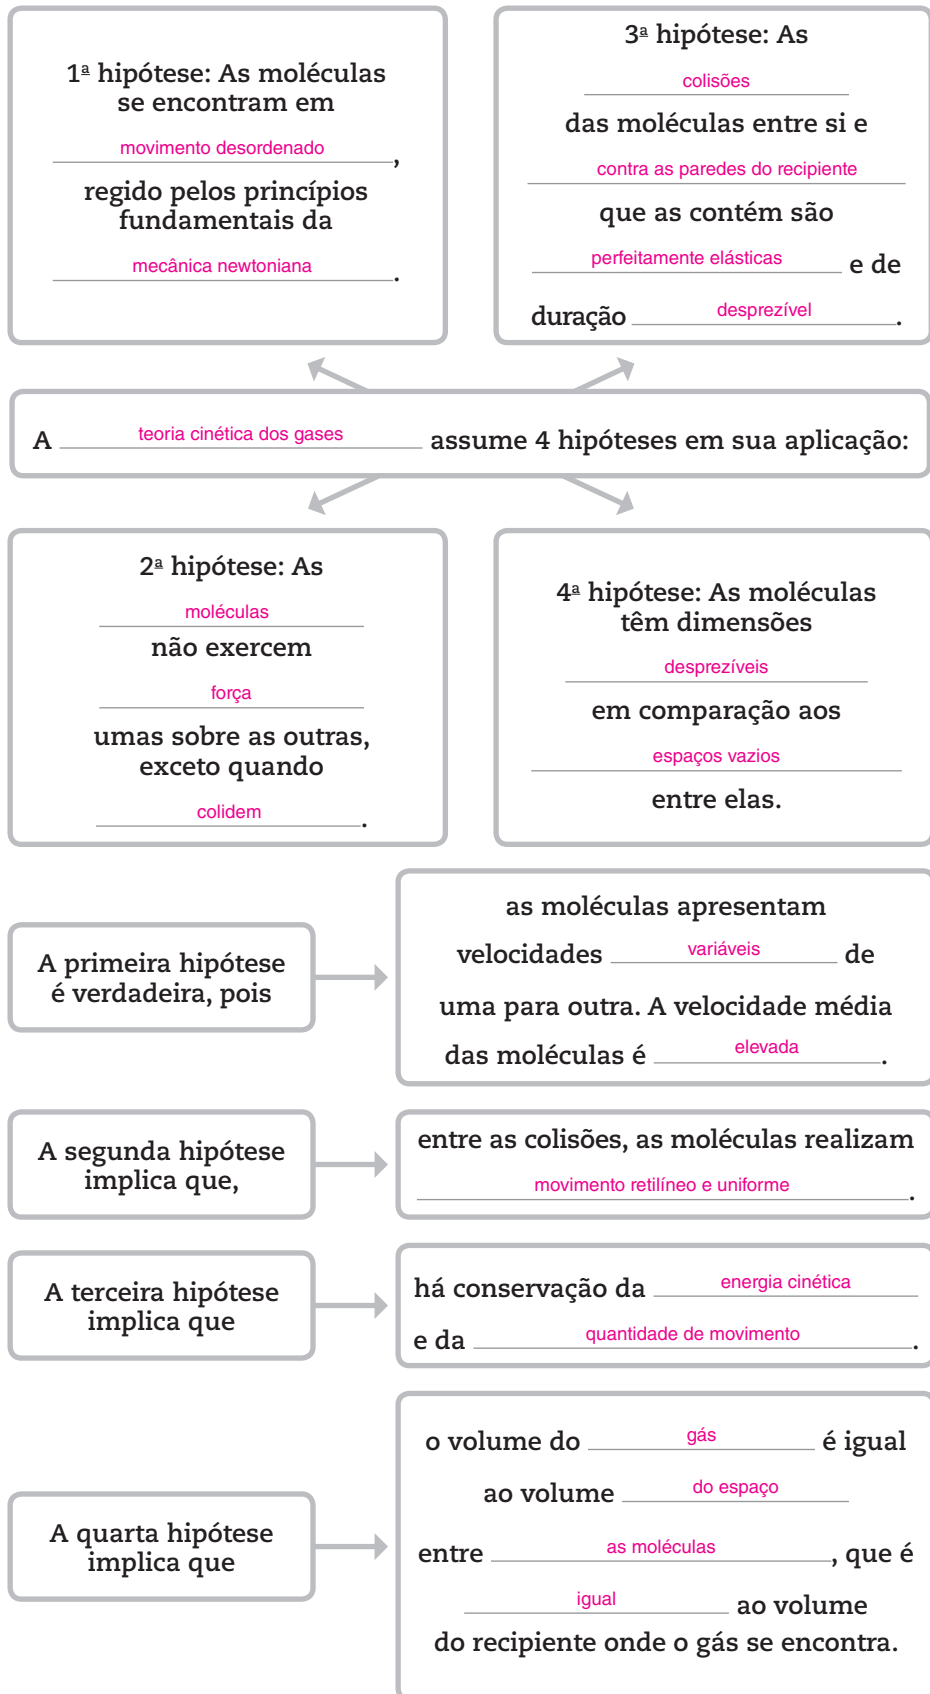 1ª hipótese: As moléculas
se encontram em
movimento desordenado,
regido pelos princípios
fundamentais da
mecânica newtoniana.
3ª hipótese: As
colisões
das moléculas entre si e
contra as paredes do recipiente
que as contém são
perfeitamente elásticas e de
duração desprezível.
A teoria cinética dos gases assume 4 hipóteses em sua aplicação:
2ª hipótese: As
moléculas
não exercem
força
umas sobre as outras,
exceto quando
colidem.
4ª hipótese: As moléculas
têm dimensões
desprezíveis
em comparação aos
espaços vazios
entre elas.
A primeira hipótese
é verdadeira, pois
as moléculas apresentam
velocidades variáveis de
uma para outra. A velocidade média
das moléculas é elevada.
A segunda hipótese
implica que,
entre as colisões, as moléculas realizam
movimento retilíneo e uniforme.
A terceira hipótese
implica que
há conservação da energia cinética
e da quantidade de movimento.
A quarta hipótese
implica que
o volume do gás é igual
ao volume do espaço
entre as moléculas, que é
igual ao volume
do recipiente onde o gás se encontra.